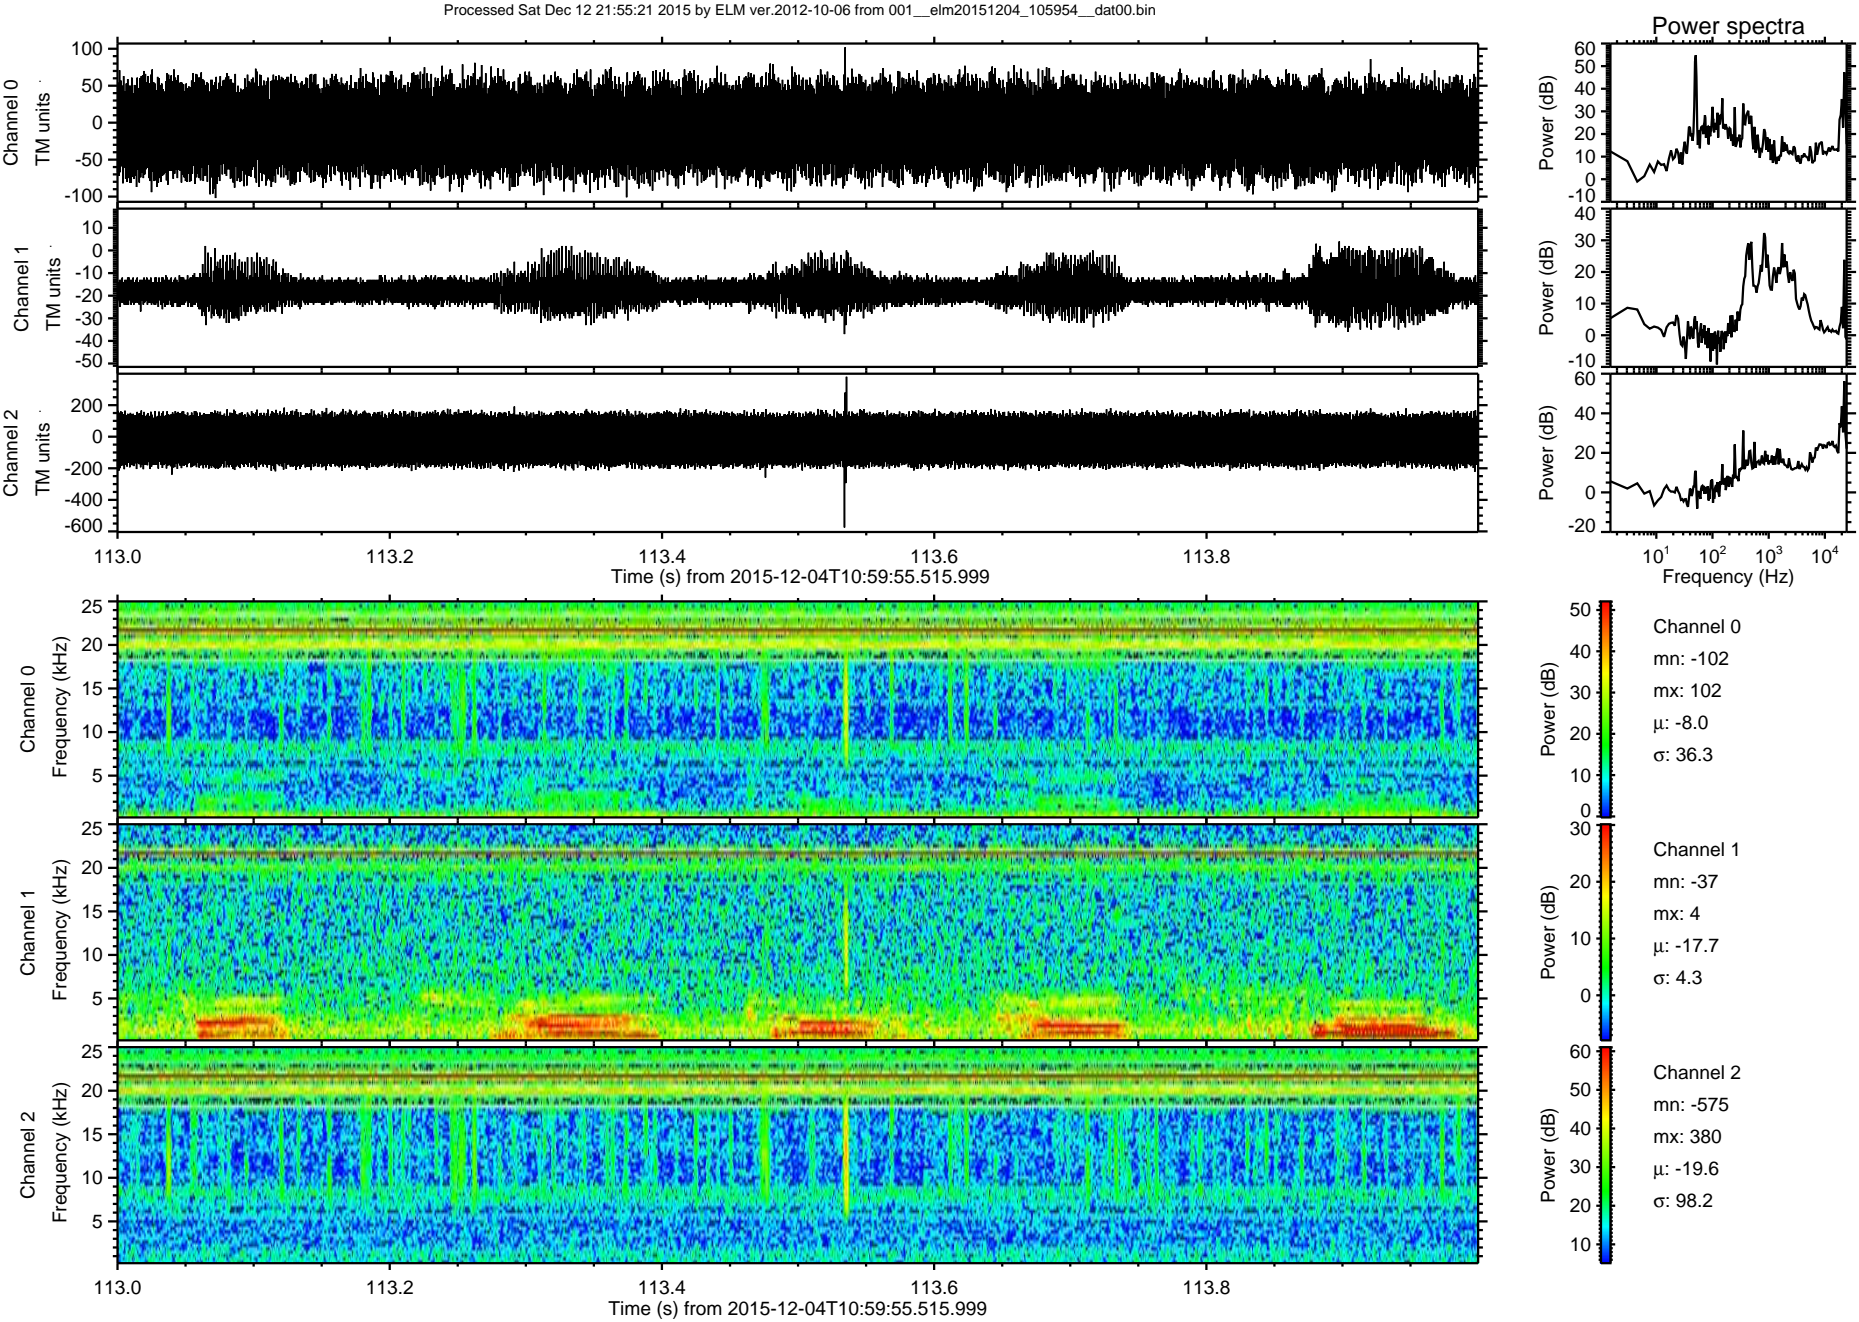 Processed Sat Dec 12 21:55:21 2015 by ELM ver.2012-10-06 from 001__elm20151204_105954__dat00.bin
Power spectra
Channel 0
TM units
100
50
0
-50
-100
Power (dB)
60
50
40
30
20
10
0
-10
Channel 1
TM units
10
0
-10
-20
-30
-40
-50
Power (dB)
40
30
20
10
0
-10
Channel 2
TM units
200
0
-200
-400
-600
Power (dB)
60
40
20
0
-20
113.0 113.2 113.4 113.6 113.8
Time (s) from 2015-12-04T10:59:55.515.999
10^1 10^2 10^3 10^4
Frequency (Hz)
Channel 0
Frequency (kHz)
25
20
15
10
5
Power (dB)
50
40
30
20
10
0
Channel 0
mn: -102
mx: 102
µ: -8.0
σ: 36.3
Channel 1
Frequency (kHz)
25
20
15
10
5
Power (dB)
30
20
10
0
Channel 1
mn: -37
mx: 4
µ: -17.7
σ: 4.3
Channel 2
Frequency (kHz)
25
20
15
10
5
Power (dB)
60
50
40
30
20
10
Channel 2
mn: -575
mx: 380
µ: -19.6
σ: 98.2
113.0 113.2 113.4 113.6 113.8
Time (s) from 2015-12-04T10:59:55.515.999